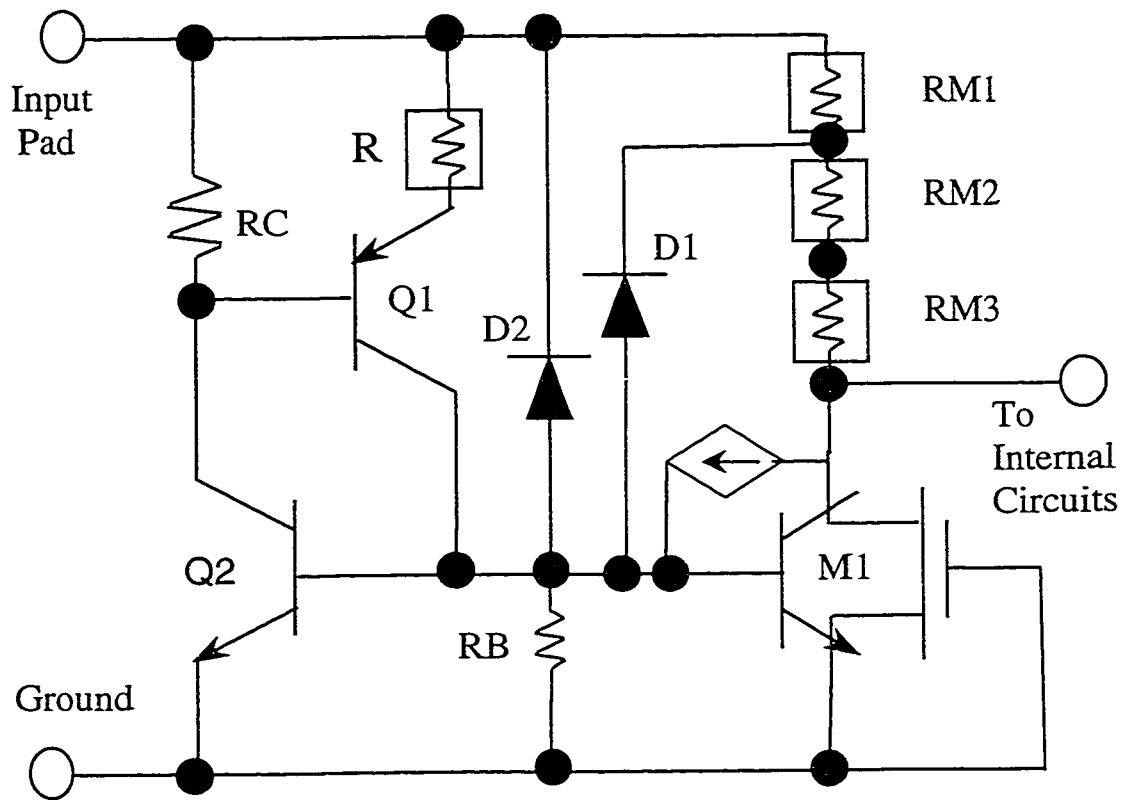 Input
Pad
RC
R
Q1
D2
D1
RM1
RM2
RM3
To
Internal
Circuits
Q2
RB
M1
Ground